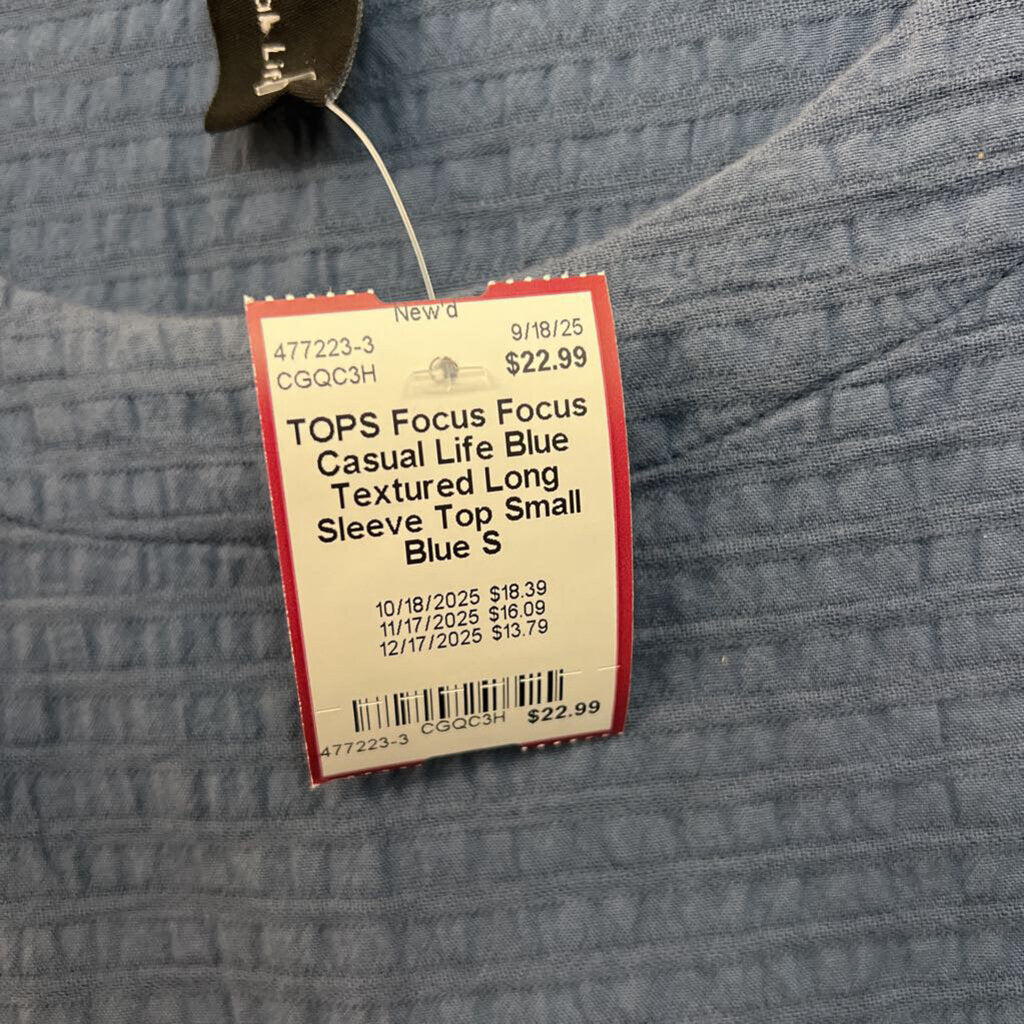 New'd
477223-3 9/18/25
CGQC3H $22.99
TOPS Focus Focus
Casual Life Blue
Textured Long
Sleeve Top Small
Blue S
10/18/2025 $18.39
11/17/2025 $16.09
12/17/2025 $13.79
477223-3 CGQC3H $22.99